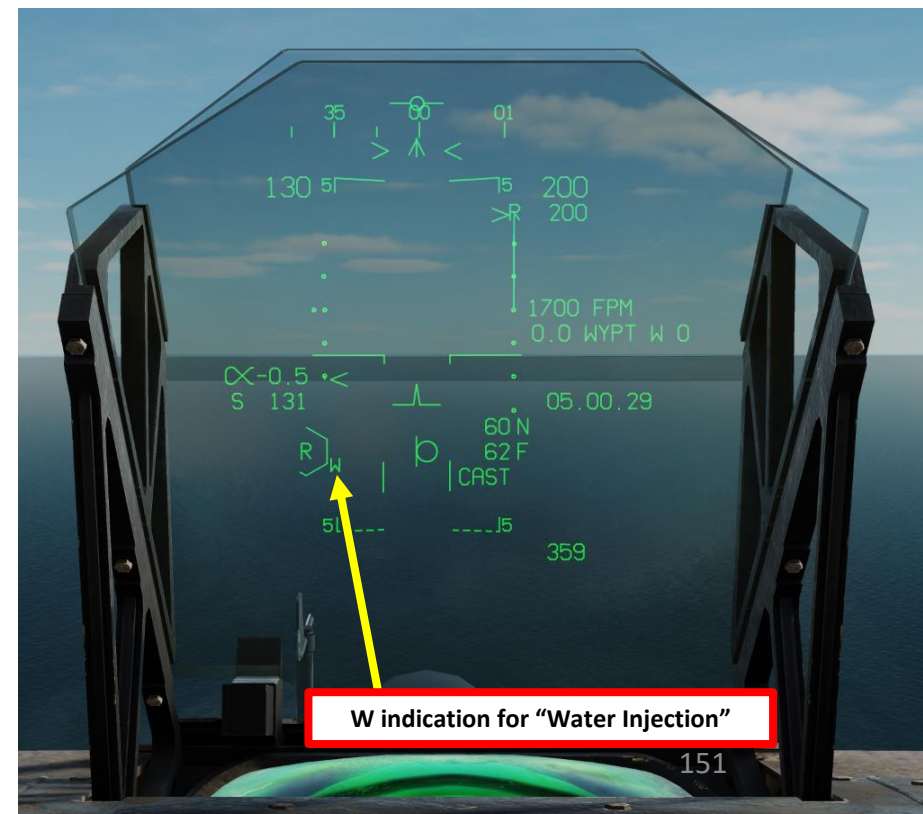 35 00 01
130 5 5 200
>R 200
1700 FPM
0.0 WYPT W 0
∝-0.5 <
S 131 05.00.29
60 N
R 62 F
W CAST
5 5
359
W indication for “Water Injection”
151